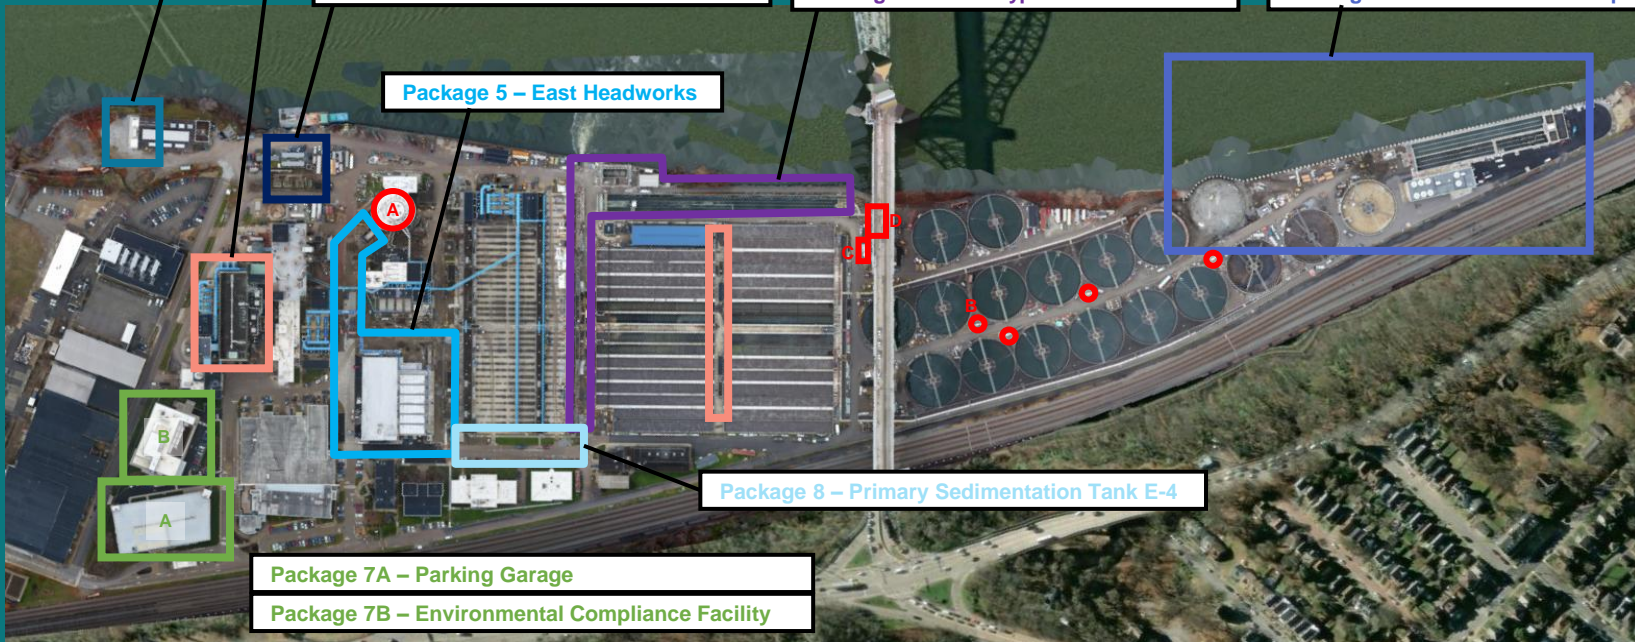 Package 5 – East Headworks
A
D
C
B
B
A
Package 8 – Primary Sedimentation Tank E-4
Package 7A – Parking Garage
Package 7B – Environmental Compliance Facility